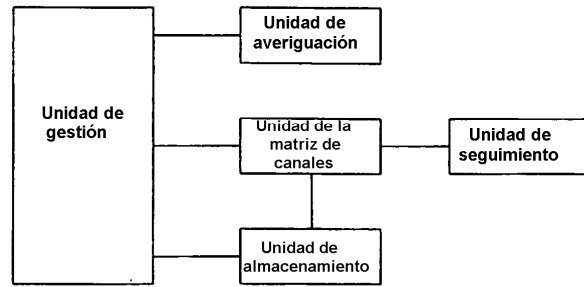 Unidad de
averiguación
Unidad de
gestión
Unidad de la
matriz de
canales
Unidad de
seguimiento
Unidad de
almacenamiento